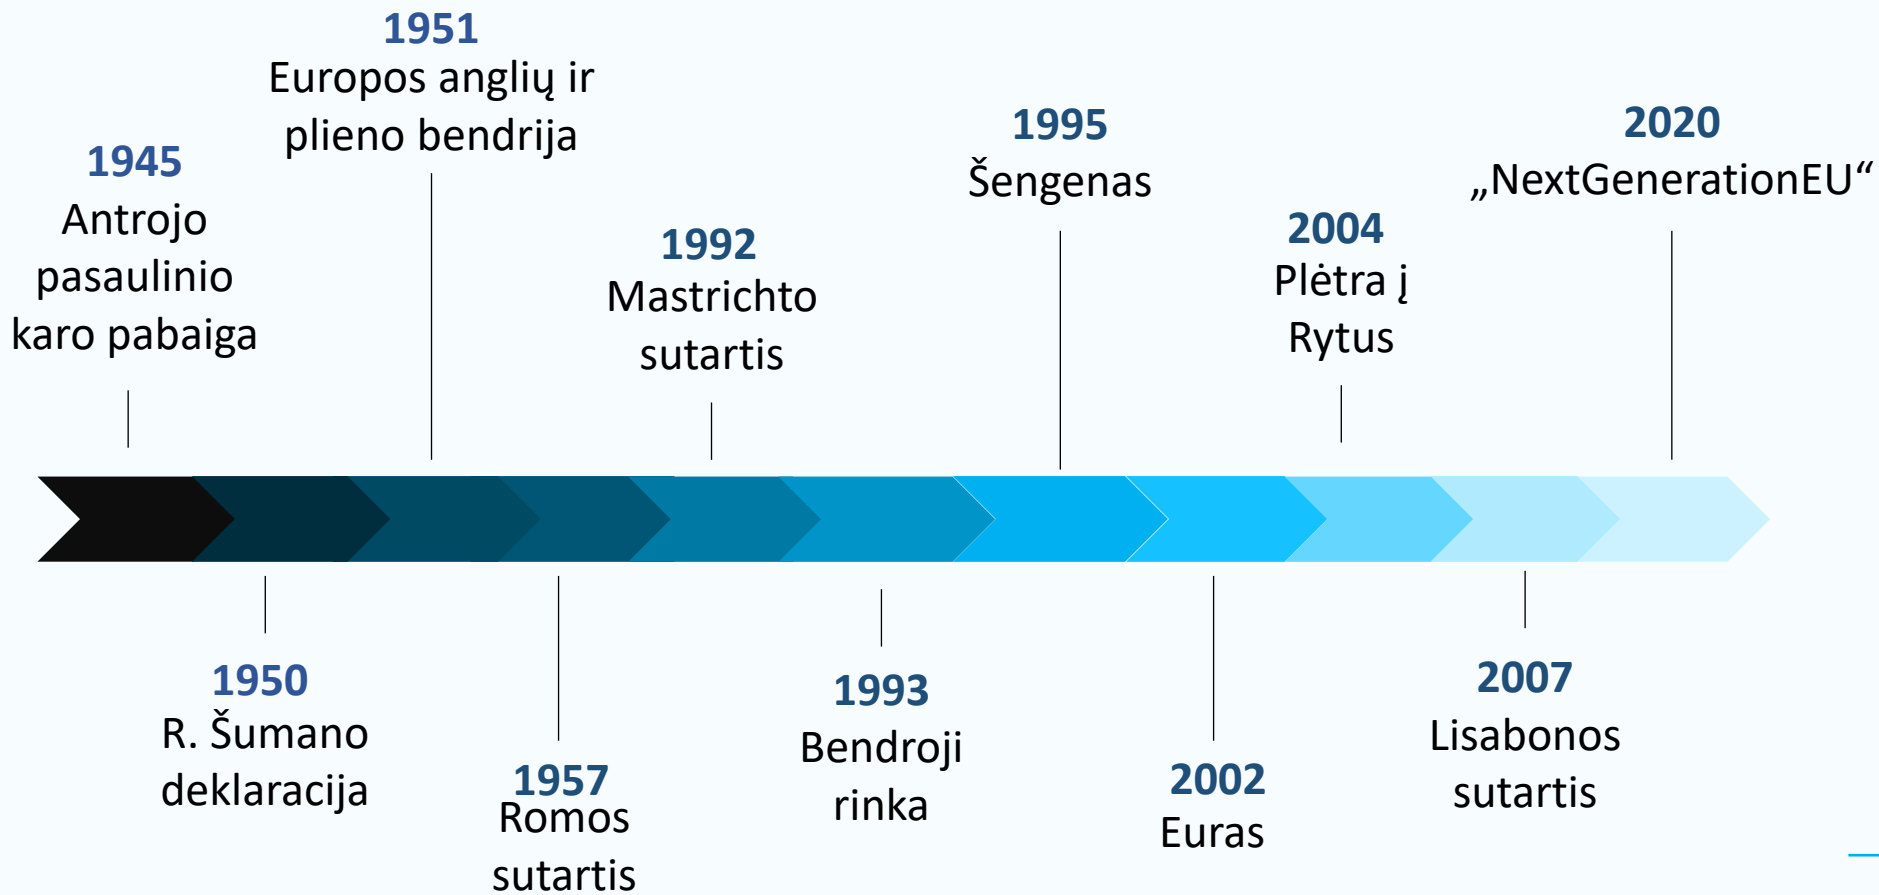 1945
Antrojo
pasaulinio
karo pabaiga
1950
R. Šumano
deklaracija
1951
Europos anglių ir
plieno bendrija
1957
Romos
sutartis
1992
Mastrichto
sutartis
1993
Bendroji
rinka
1995
Šengenas
2002
Euras
2004
Plėtra į
Rytus
2007
Lisabonos
sutartis
2020
„NextGenerationEU“